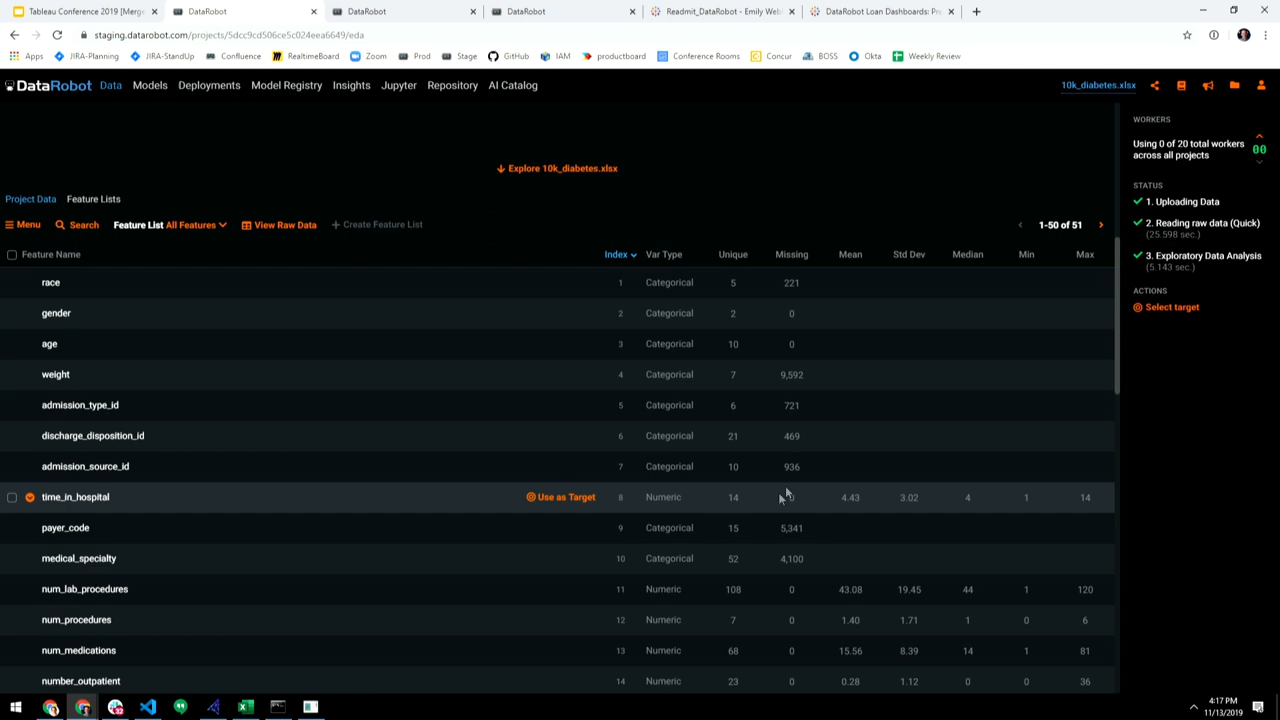 Tableau Conference 2019 [Merge
DataRobot
DataRobot
DataRobot
Readmit_DataRobot - Emily Web
DataRobot Loan Dashboards: Pre
staging.datarobot.com/projects/5dcc9cd506ce5c024eea6649/eda
Apps JIRA-Planning JIRA-StandUp Confluence RealtimeBoard Zoom Prod Stage GitHub IAM productboard Conference Rooms Concur BOSS Okta Weekly Review
DataRobot Data Models Deployments Model Registry Insights Jupyter Repository AI Catalog 10k_diabetes.xlsx
WORKERS
Using 0 of 20 total workers
across all projects
00
Explore 10k_diabetes.xlsx
STATUS
1. Uploading Data
2. Reading raw data (Quick)
(25.598 sec.)
3. Exploratory Data Analysis
(5.143 sec.)
ACTIONS
Select target
Project Data Feature Lists
Menu Search Feature List All Features View Raw Data + Create Feature List 1-50 of 51
Feature Name Index Var Type Unique Missing Mean Std Dev Median Min Max
race 1 Categorical 5 221
gender 2 Categorical 2 0
age 3 Categorical 10 0
weight 4 Categorical 7 9,592
admission_type_id 5 Categorical 6 721
discharge_disposition_id 6 Categorical 21 469
admission_source_id 7 Categorical 10 936
time_in_hospital Use as Target 8 Numeric 14 0 4.43 3.02 4 1 14
payer_code 9 Categorical 15 5,341
medical_specialty 10 Categorical 52 4,100
num_lab_procedures 11 Numeric 108 0 43.08 19.45 44 1 120
num_procedures 12 Numeric 7 0 1.40 1.71 1 0 6
num_medications 13 Numeric 68 0 15.56 8.39 14 1 81
number_outpatient 14 Numeric 23 0 0.28 1.12 0 0 36
4:17 PM
11/13/2019